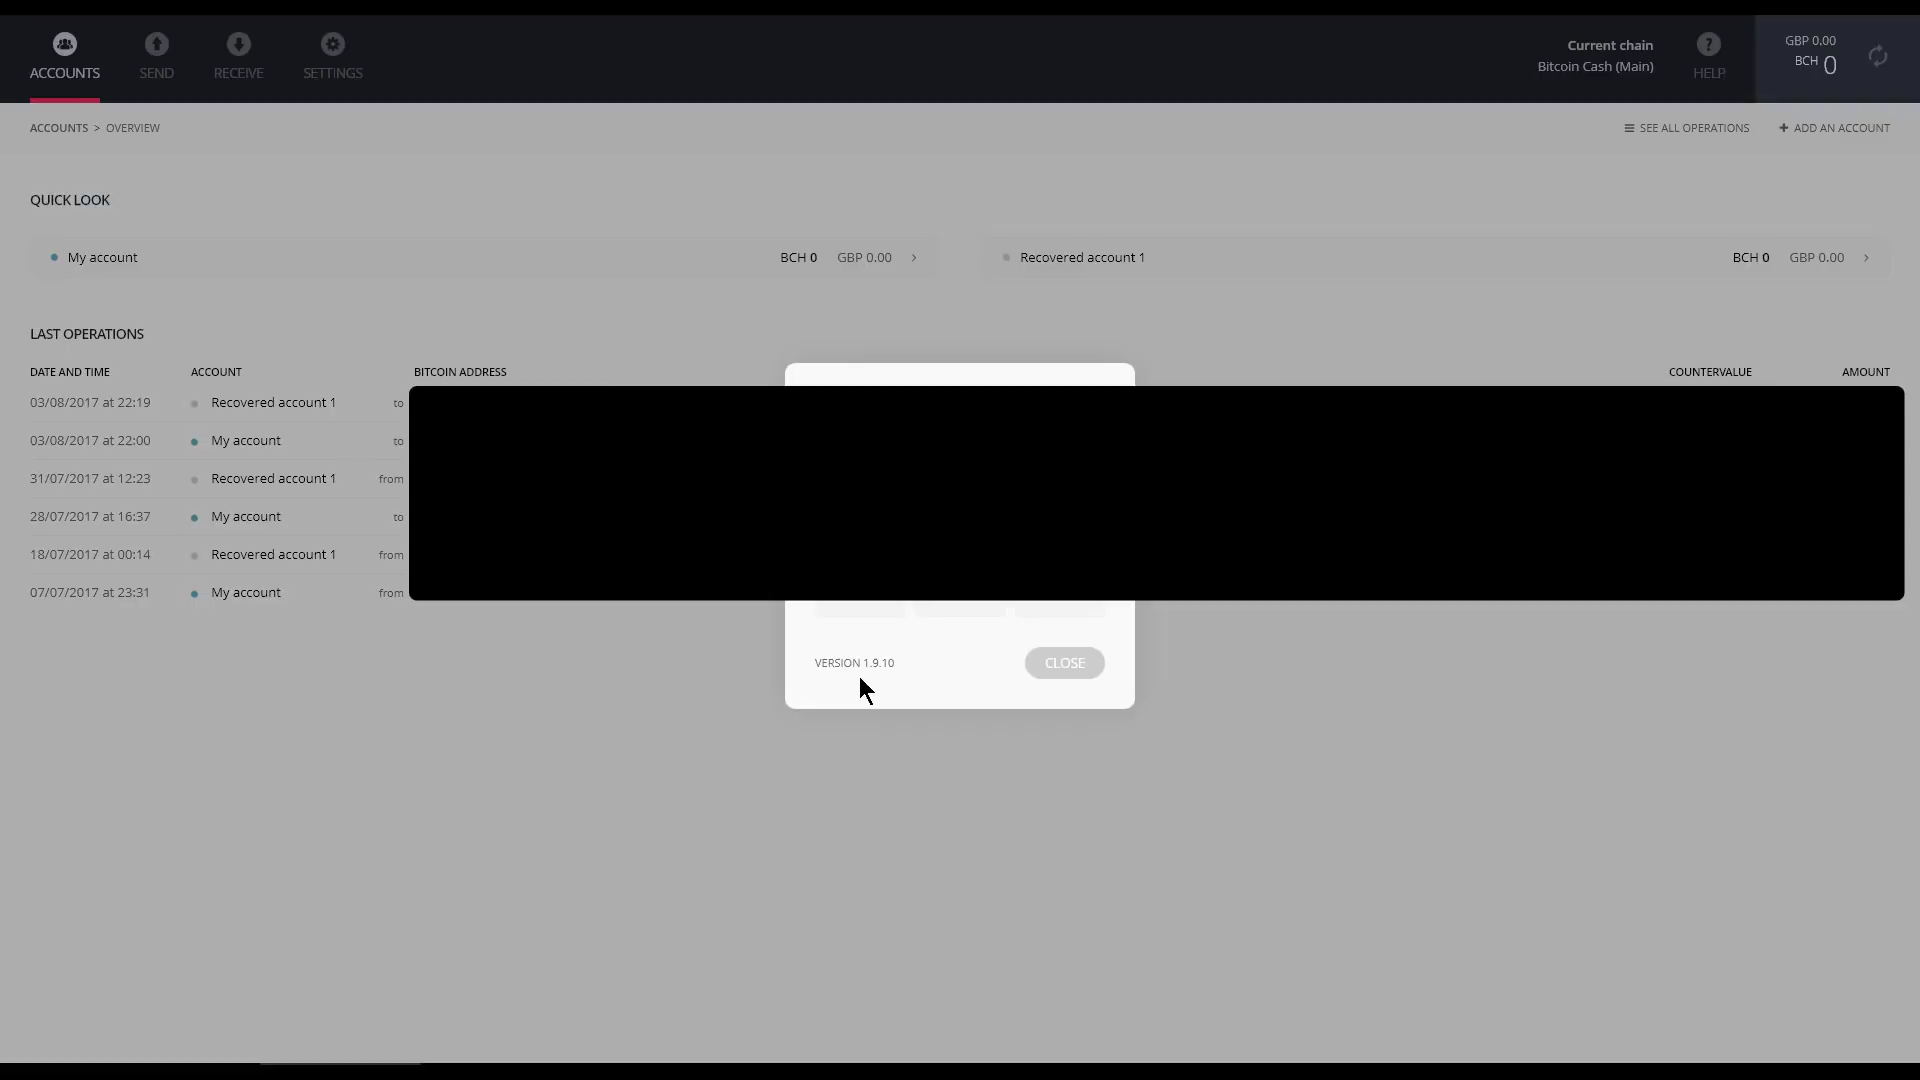 ACCOUNTS SEND RECEIVE SETTINGS
Current chain
Bitcoin Cash (Main)
?
HELP
GBP 0.00
BCH 0
ACCOUNTS > OVERVIEW
SEE ALL OPERATIONS + ADD AN ACCOUNT
QUICK LOOK
My account BCH 0 GBP 0.00 >
Recovered account 1 BCH 0 GBP 0.00 >
LAST OPERATIONS
DATE AND TIME ACCOUNT BITCOIN ADDRESS COUNTERVALUE AMOUNT
03/08/2017 at 22:19 Recovered account 1 to
03/08/2017 at 22:00 My account to
31/07/2017 at 12:23 Recovered account 1 from
28/07/2017 at 16:37 My account to
18/07/2017 at 00:14 Recovered account 1 from
07/07/2017 at 23:31 My account from
VERSION 1.9.10 CLOSE